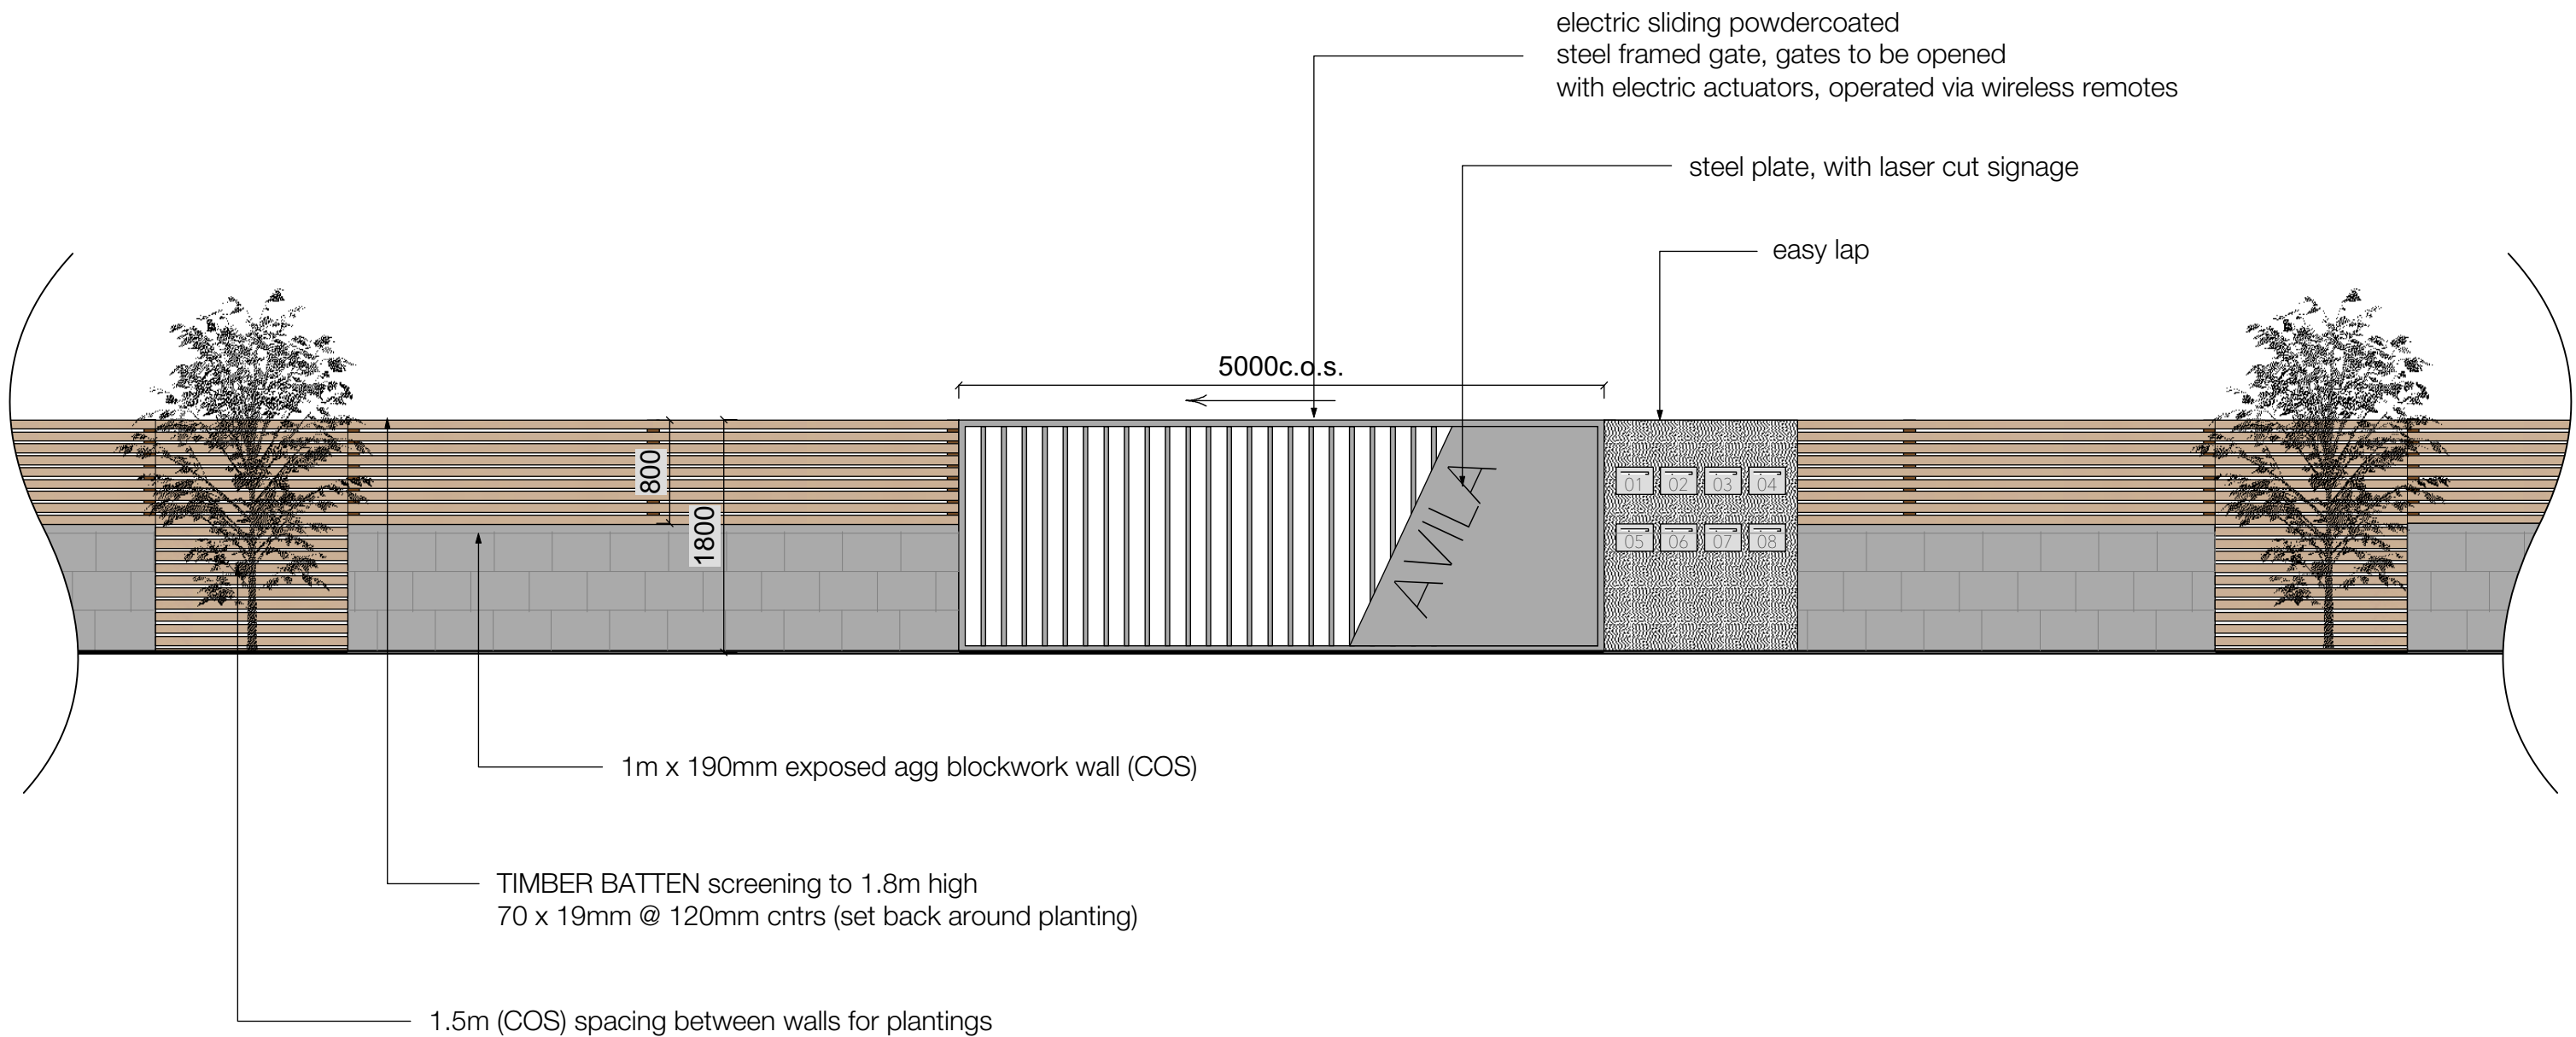 electric sliding powdercoated
steel framed gate, gates to be opened
with electric actuators, operated via wireless remotes
steel plate, with laser cut signage
easy lap
5000c.o.s.
800
1800
AVILA
01 02 03 04
05 06 07 08
1m x 190mm exposed agg blockwork wall (COS)
TIMBER BATTEN screening to 1.8m high
70 x 19mm @ 120mm cntrs (set back around planting)
1.5m (COS) spacing between walls for plantings